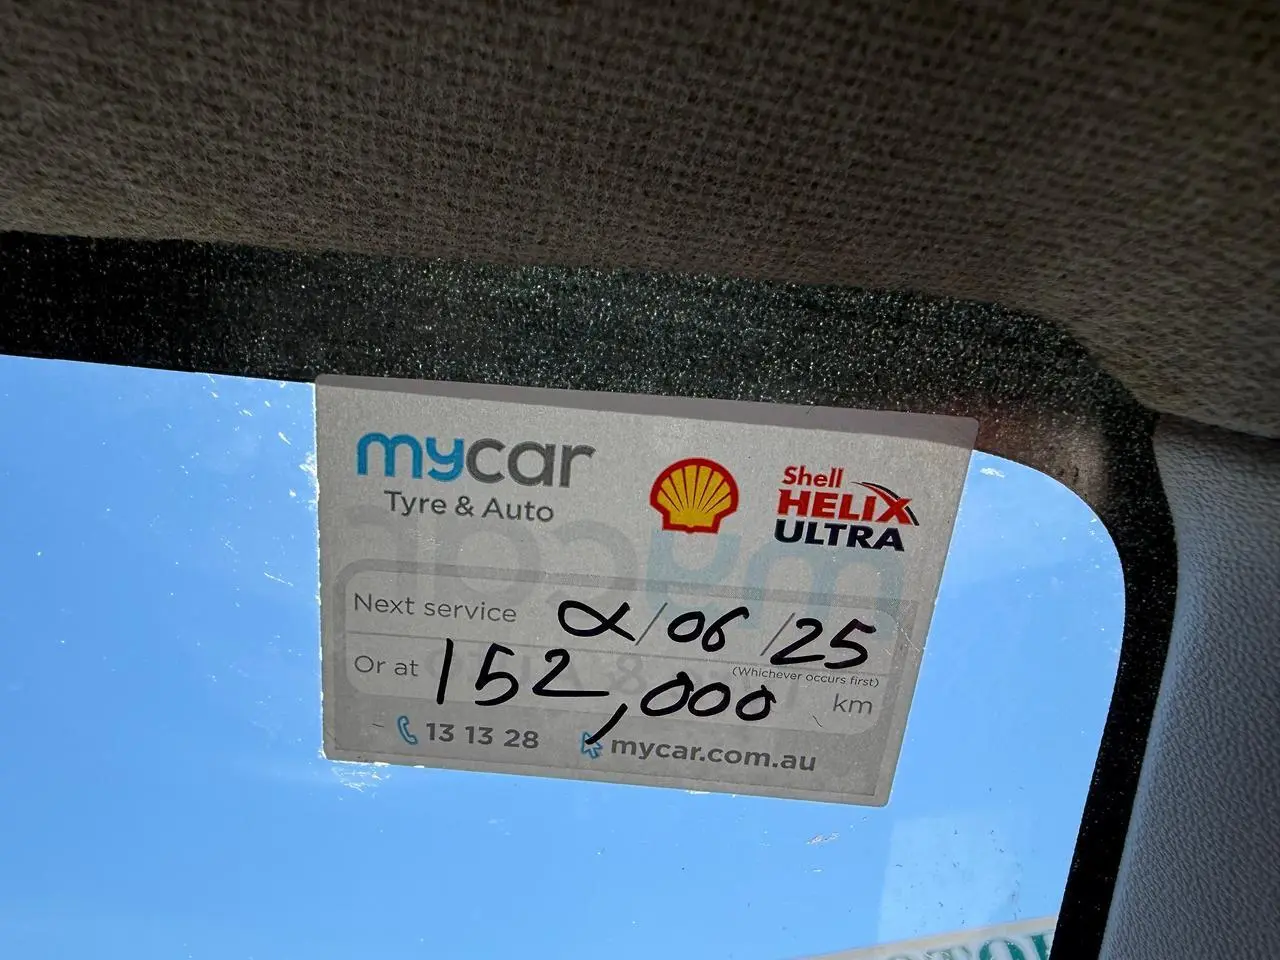 mycar
Tyre & Auto
Shell
HELIX
ULTRA
Next service /06/25
(Whichever occurs first)
Or at 152,000 km
13 13 28 mycar.com.au